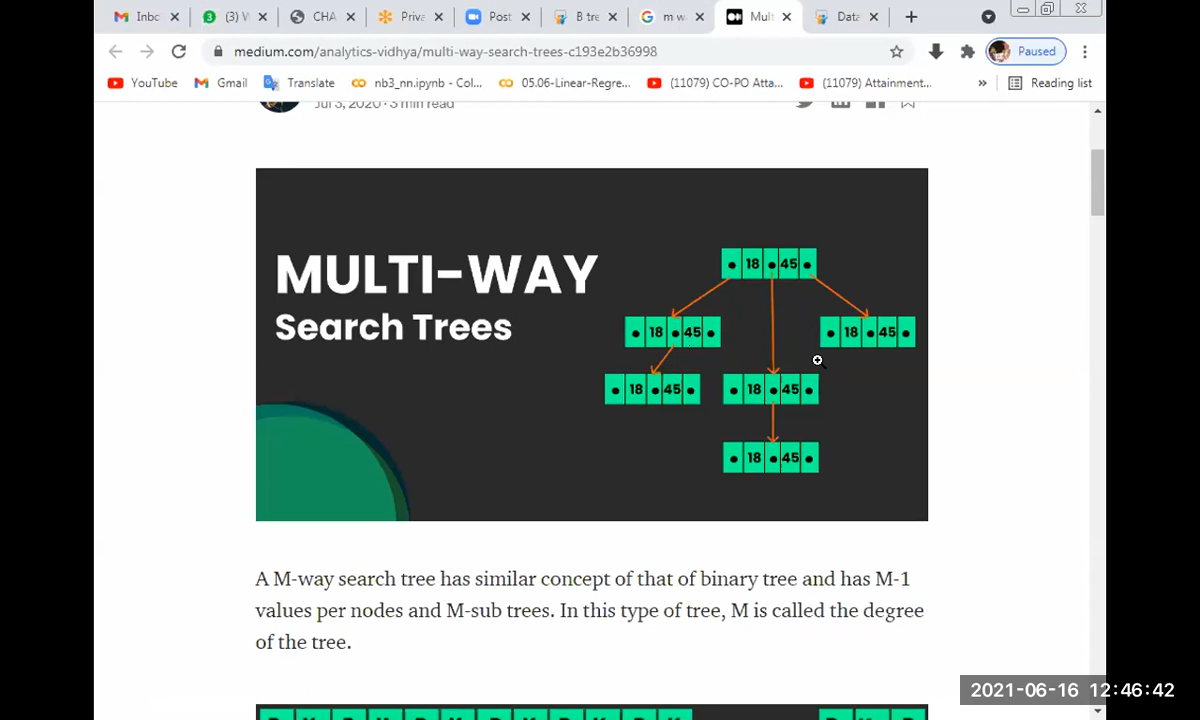 Inbc
(3) V
CHA
Priva
Post
B tre
m w
Mult
Data
medium.com/analytics-vidhya/multi-way-search-trees-c193e2b36998
Paused
YouTube
Gmail
Translate
nb3_nn.ipynb - Col...
05.06-Linear-Regre...
(11079) CO-PO Atta...
(11079) Attainment...
»
Reading list
Jul 3, 2020 · 3 min read
MULTI-WAY
Search Trees
18 45
18 45
18 45
18 45
18 45
18 45
A M-way search tree has similar concept of that of binary tree and has M-1
values per nodes and M-sub trees. In this type of tree, M is called the degree
of the tree.
2021-06-16 12:46:42